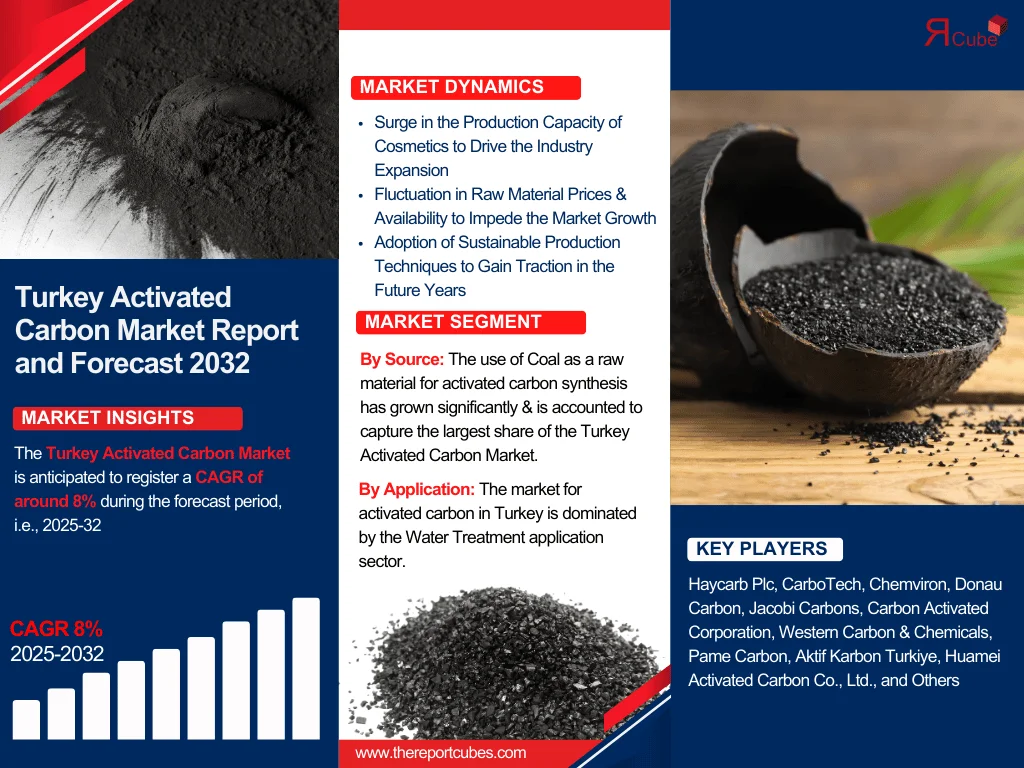 Turkey Activated
Carbon Market Report
and Forecast 2032
MARKET INSIGHTS
The Turkey Activated Carbon Market
is anticipated to register a CAGR of
around 8% during the forecast period,
i.e., 2025-32
CAGR 8%
2025-2032
MARKET DYNAMICS
• Surge in the Production Capacity of
Cosmetics to Drive the Industry
Expansion
• Fluctuation in Raw Material Prices &
Availability to Impede the Market Growth
• Adoption of Sustainable Production
Techniques to Gain Traction in the
Future Years
MARKET SEGMENT
By Source: The use of Coal as a raw
material for activated carbon synthesis
has grown significantly & is accounted to
capture the largest share of the Turkey
Activated Carbon Market.
By Application: The market for
activated carbon in Turkey is dominated
by the Water Treatment application
sector.
www.thereportcubes.com
ЯCube
KEY PLAYERS
Haycarb Plc, CarboTech, Chemviron, Donau
Carbon, Jacobi Carbons, Carbon Activated
Corporation, Western Carbon & Chemicals,
Pame Carbon, Aktif Karbon Turkiye, Huamei
Activated Carbon Co., Ltd., and Others